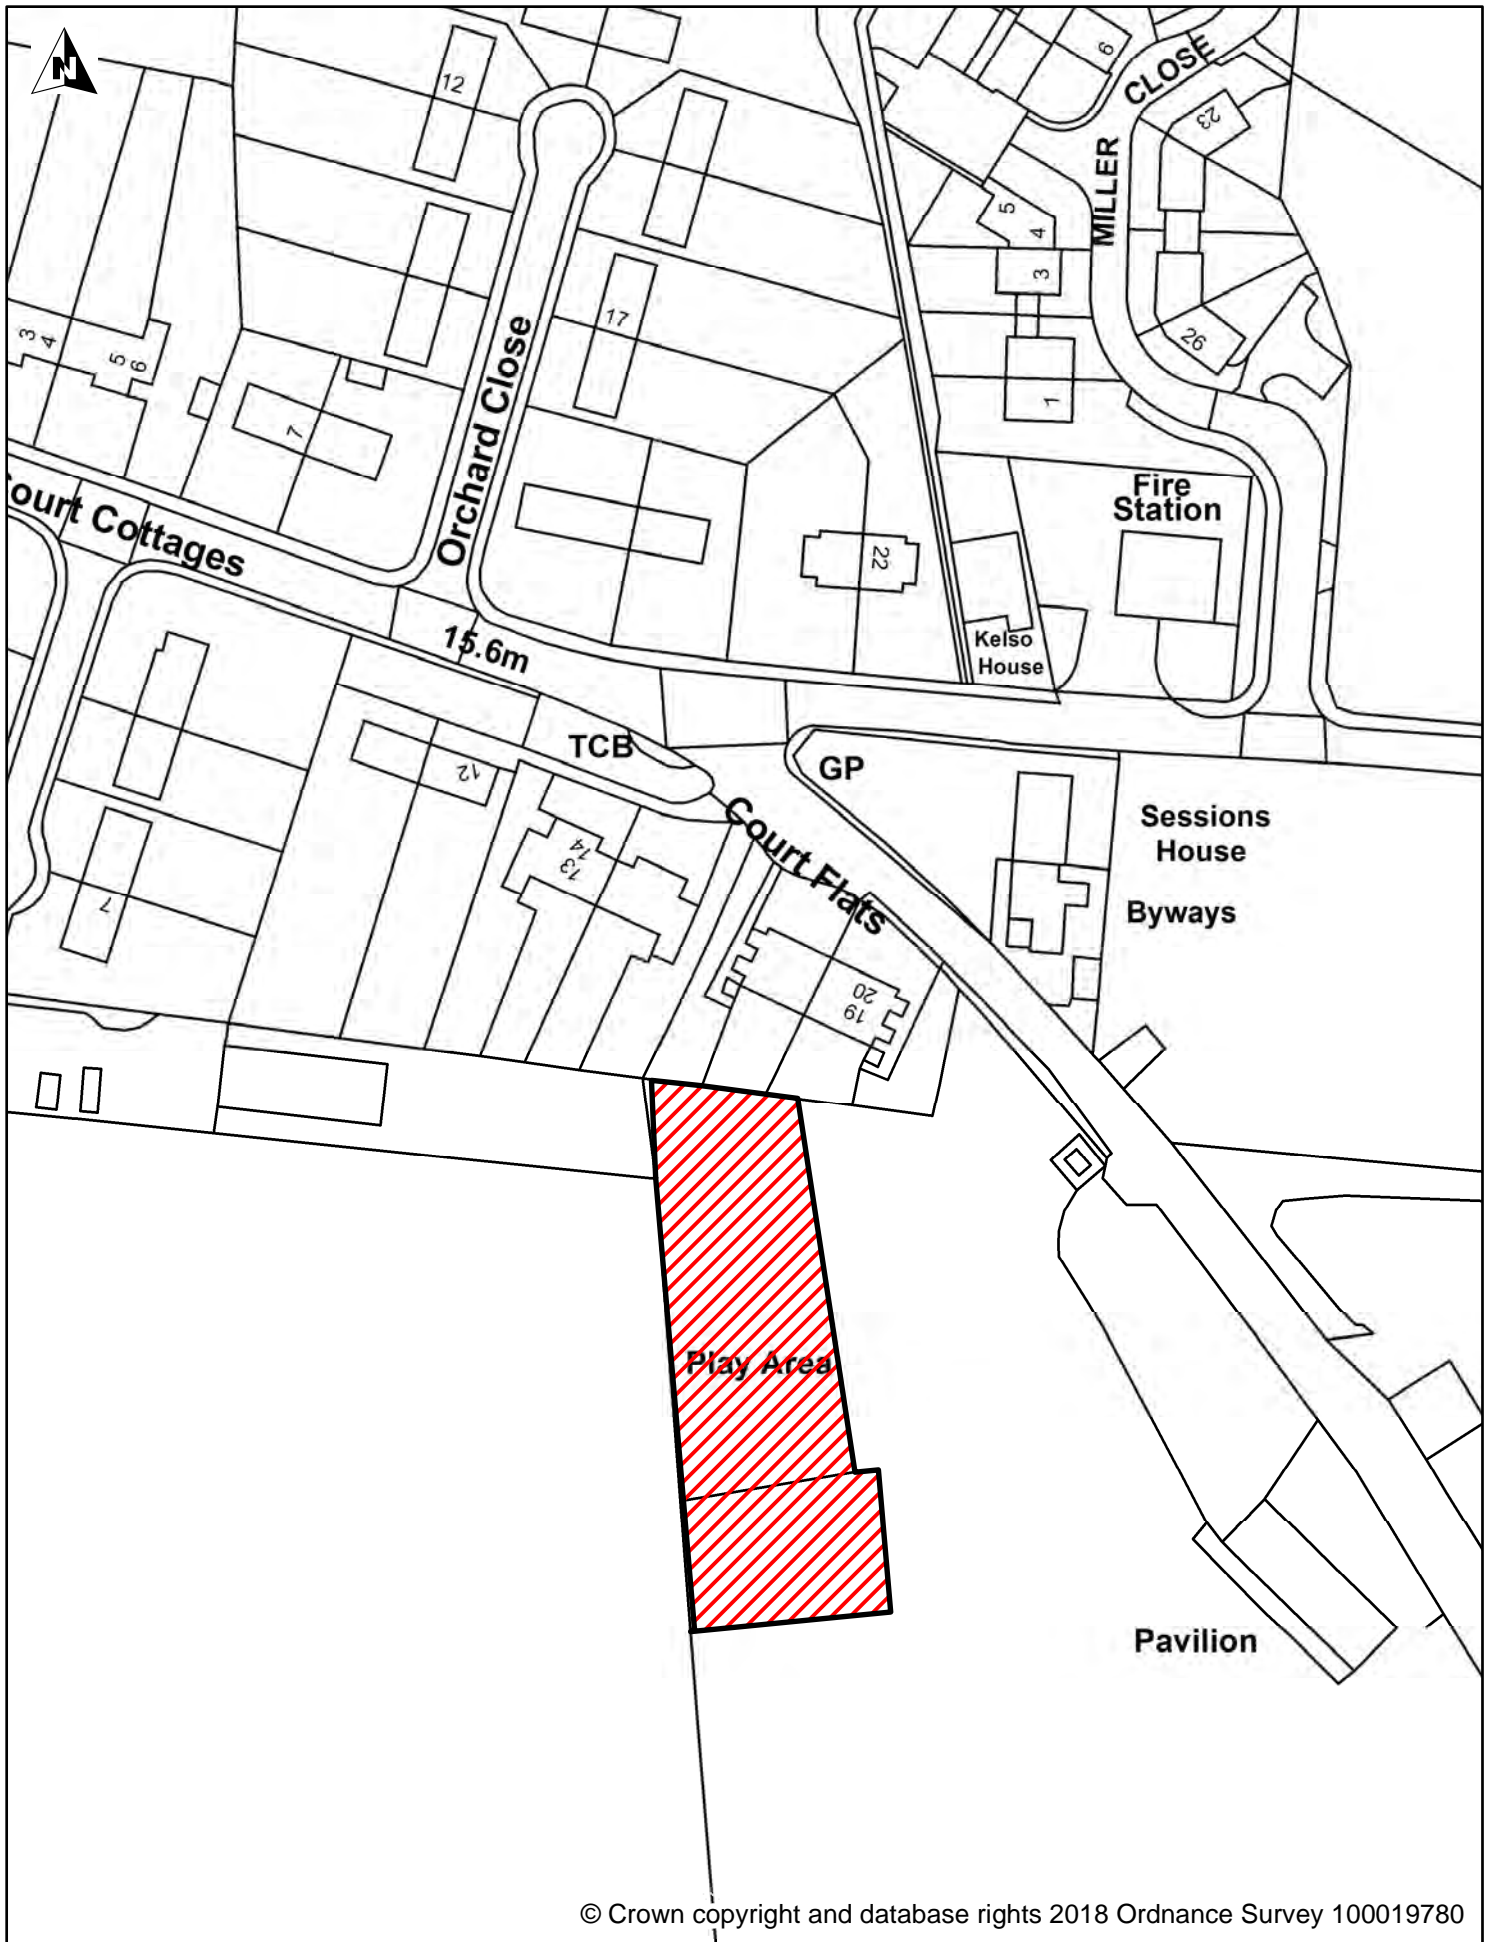 N
12
6
CLOSE
23
MILLER
5
4
3
17
26
1
3
4
5
6
7
Orchard Close
Fire
Station
Court Cottages
22
15.6m
Kelso
House
TCB
GP
12
Court Flats
Sessions
House
14
13
Byways
7
20
19
Play Area
Pavilion
© Crown copyright and database rights 2018 Ordnance Survey 100019780